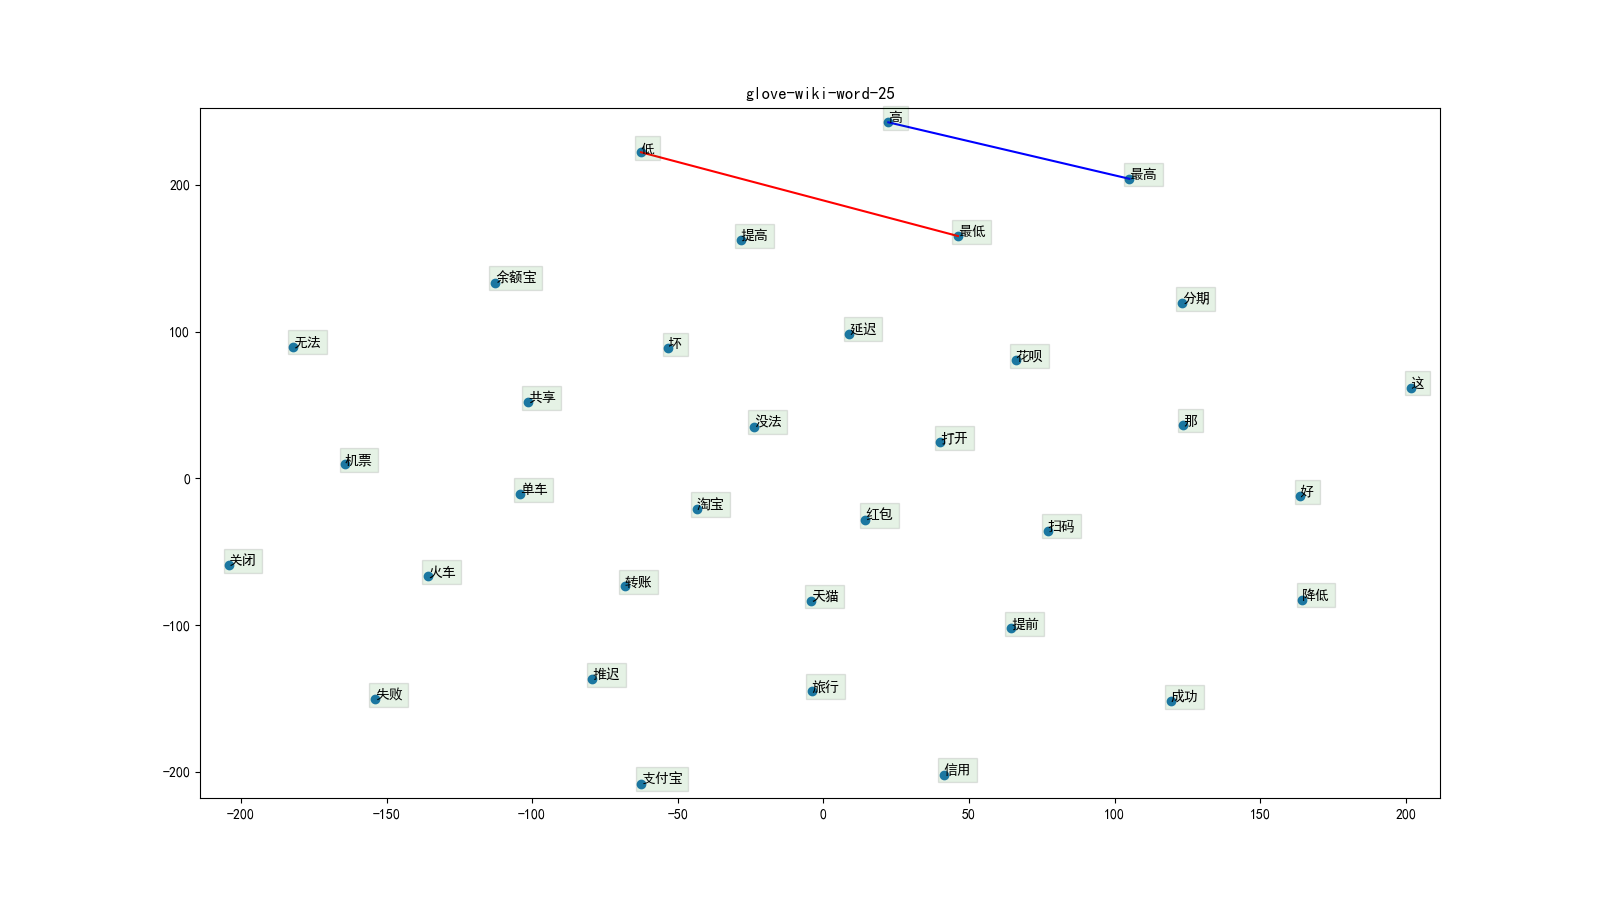 glove-wiki-word-25
高
低
最高
最低
提高
余额宝
分期
延迟
无法
坏
花呗
这
共享
没法
那
打开
机票
单车
好
淘宝
红包
扫码
关闭
火车
转账
天猫
降低
提前
推迟
旅行
失败
成功
信用
支付宝
200
100
0
-100
-200
-200
-150
-100
-50
0
50
100
150
200